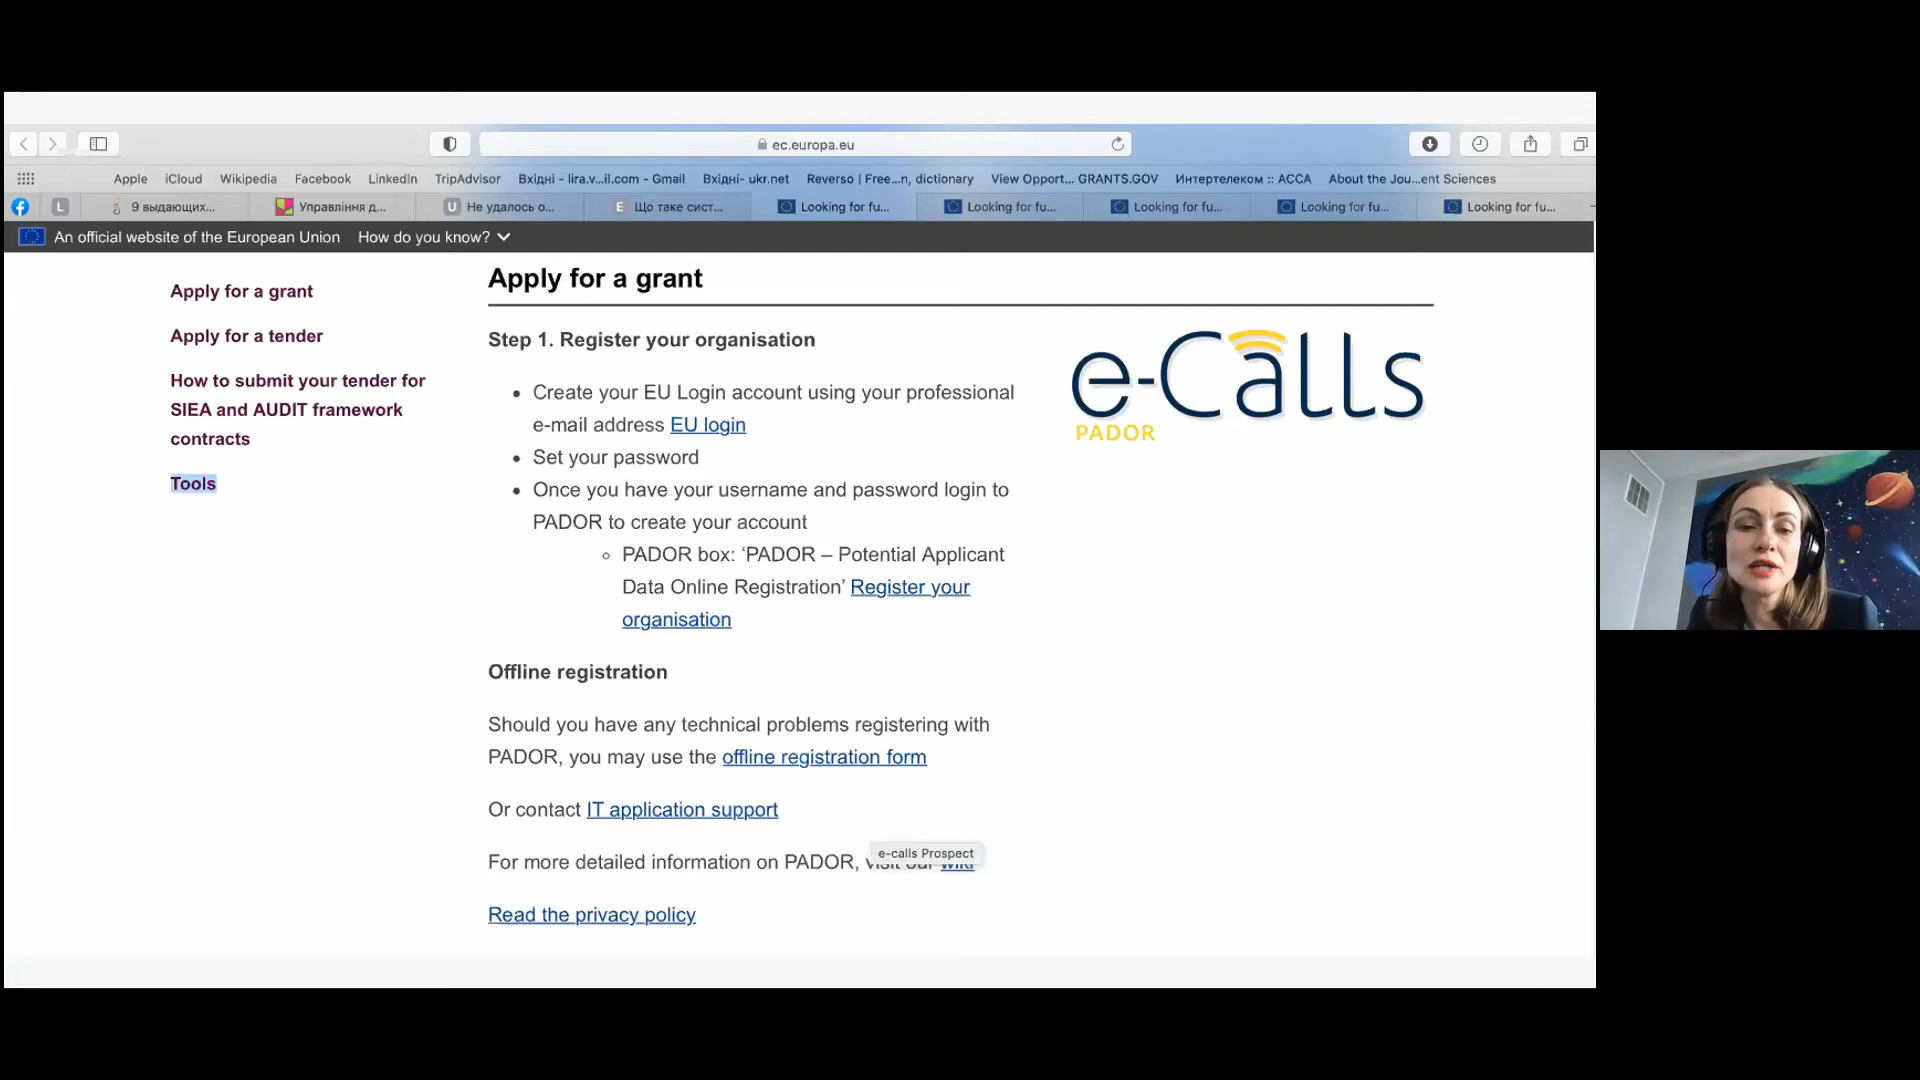 ec.europa.eu
Apple iCloud Wikipedia Facebook LinkedIn TripAdvisor Вхідні - lira.v...il.com - Gmail Вхідні- ukr.net Reverso | Free...n, dictionary View Opport... GRANTS.GOV Интертелеком :: АССА About the Jou...ent Sciences
L 9 выдающих... Управління д... U Не удалось о... E Що таке сист... Looking for fu... Looking for fu... Looking for fu... Looking for fu... Looking for fu...
An official website of the European Union How do you know?
Apply for a grant
Apply for a tender
How to submit your tender for
SIEA and AUDIT framework
contracts
Tools
Apply for a grant
Step 1. Register your organisation
• Create your EU Login account using your professional
e-mail address EU login
• Set your password
• Once you have your username and password login to
PADOR to create your account
◦ PADOR box: ‘PADOR – Potential Applicant
Data Online Registration’ Register your
organisation
e-Calls
PADOR
Offline registration
Should you have any technical problems registering with
PADOR, you may use the offline registration form
Or contact IT application support
e-calls Prospect
For more detailed information on PADOR, visit our wiki
Read the privacy policy